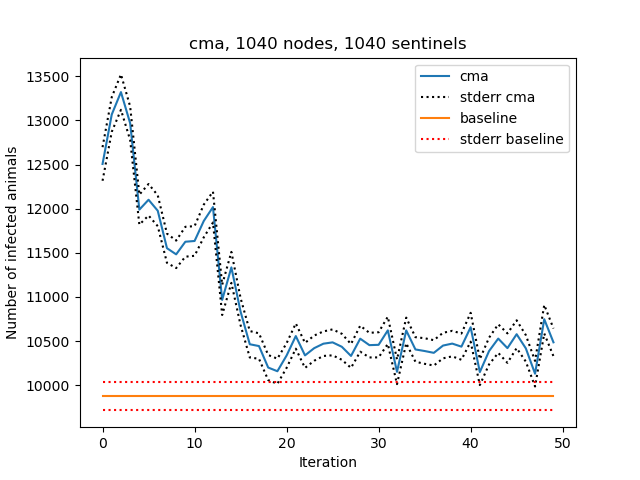 cma, 1040 nodes, 1040 sentinels
cma
stderr cma
baseline
stderr baseline
Number of infected animals
13500
13000
12500
12000
11500
11000
10500
10000
0 10 20 30 40 50
Iteration